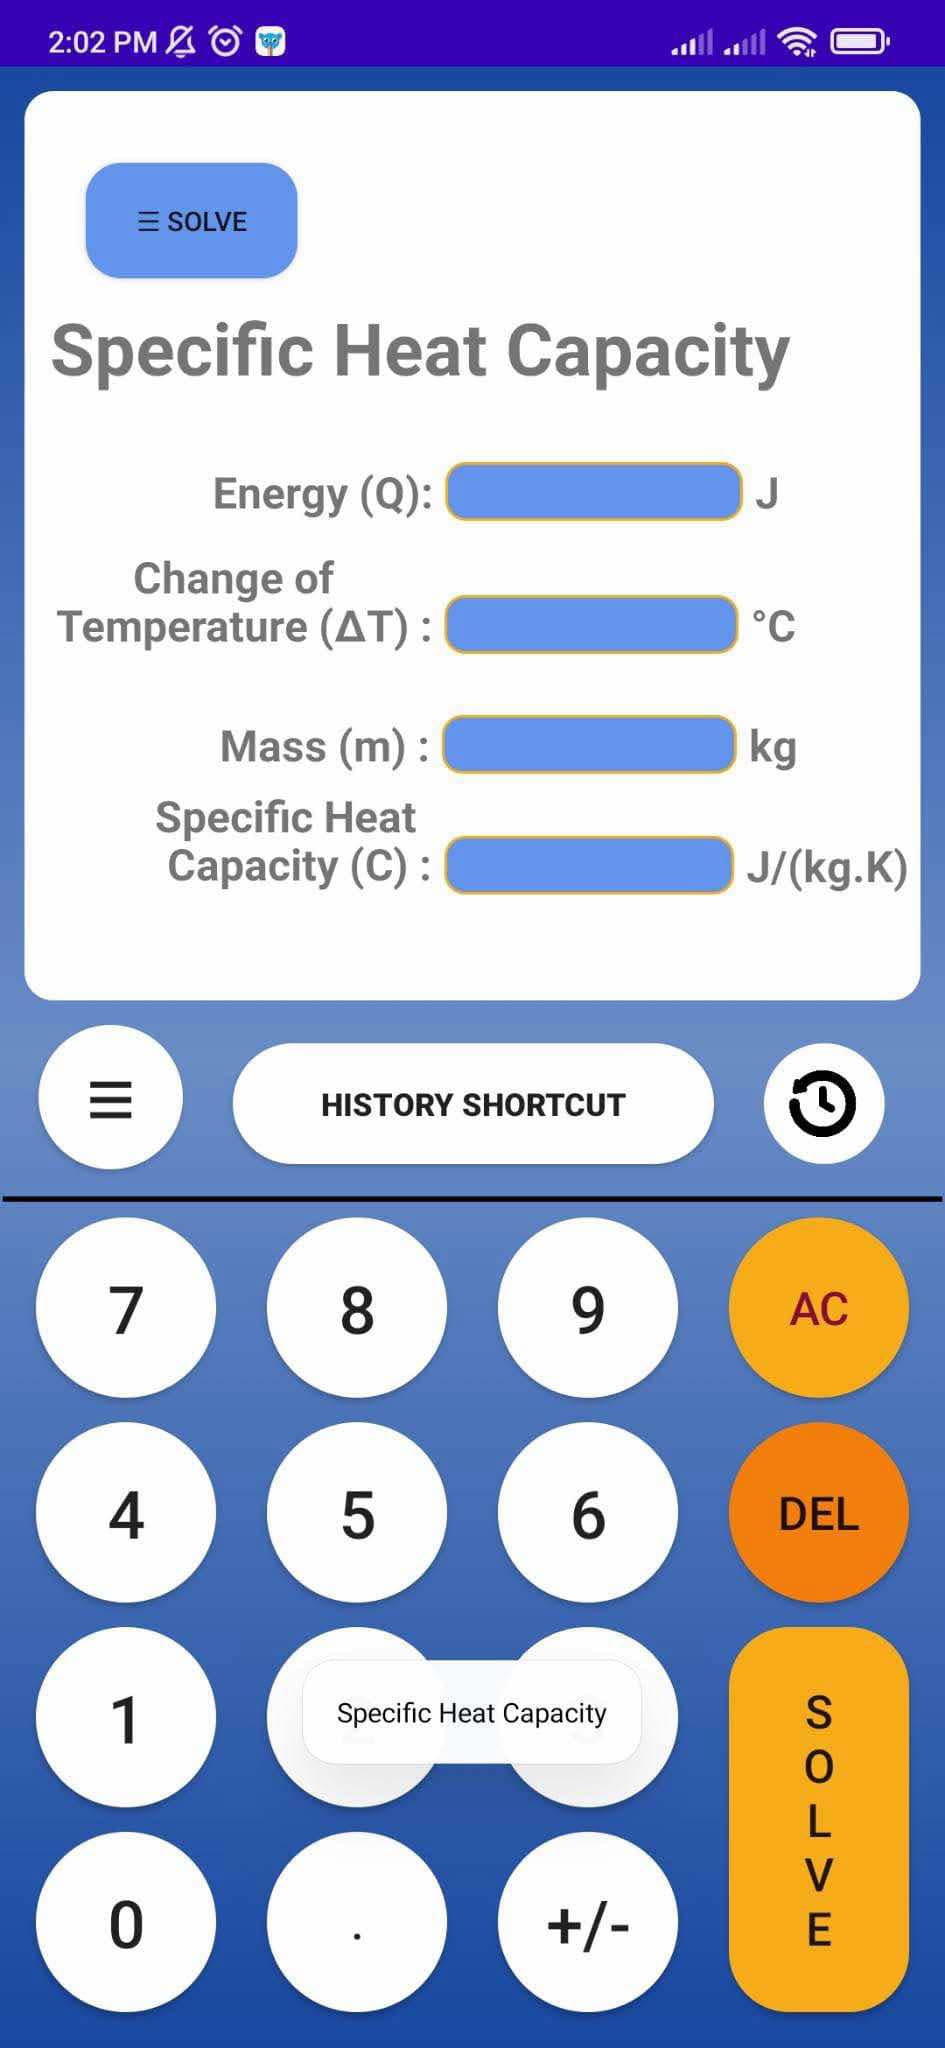 2:02 PM
☰ SOLVE
Specific Heat Capacity
Energy (Q): J
Change of
Temperature (ΔT) : °C
Mass (m) : kg
Specific Heat
Capacity (C) : J/(kg.K)
HISTORY SHORTCUT
7 8 9 AC
4 5 6 DEL
1
Specific Heat Capacity
S
O
L
V
E
0 . +/-